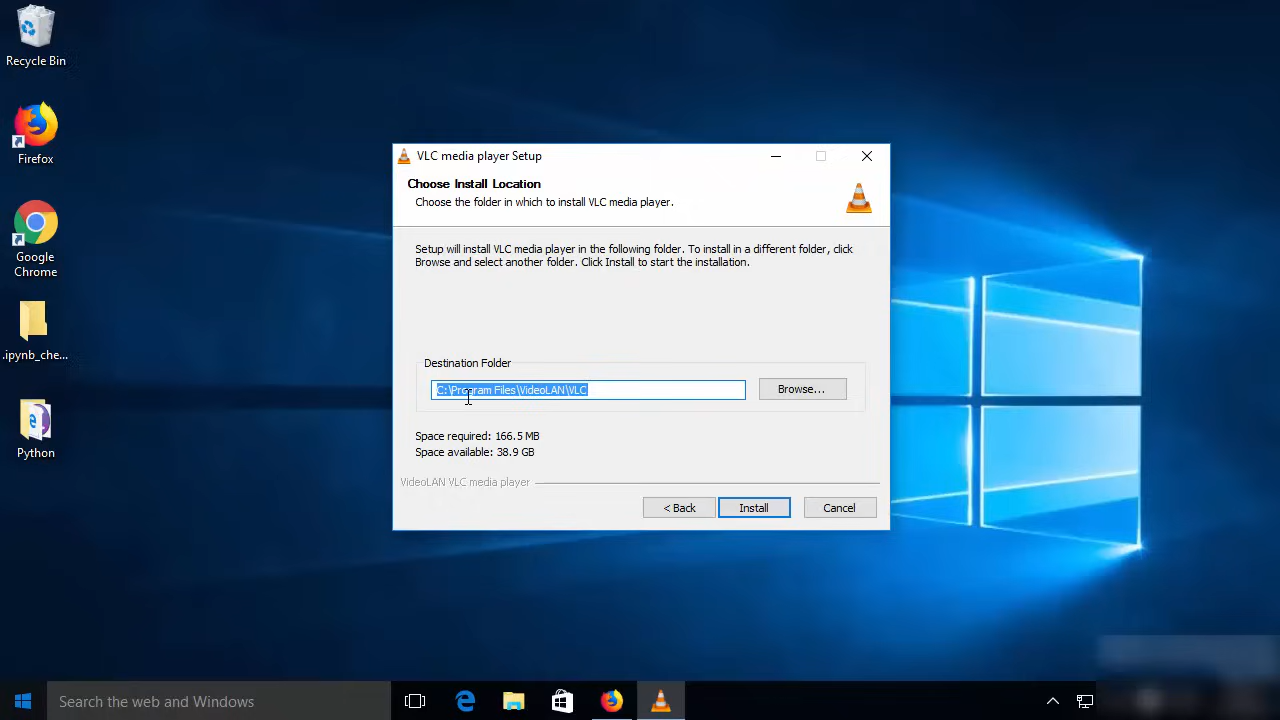 Recycle Bin
Firefox
Google
Chrome
.ipynb_che...
Python
VLC media player Setup
Choose Install Location
Choose the folder in which to install VLC media player.
Setup will install VLC media player in the following folder. To install in a different folder, click
Browse and select another folder. Click Install to start the installation.
Destination Folder
C:\Program Files\VideoLAN\VLC
Browse...
Space required: 166.5 MB
Space available: 38.9 GB
VideoLAN VLC media player
< Back
Install
Cancel
Search the web and Windows